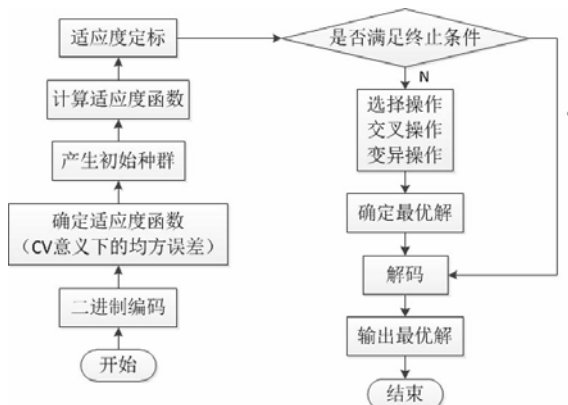 适应度定标
是否满足终止条件
N
计算适应度函数
选择操作
交叉操作
变异操作
产生初始种群
确定适应度函数
（CV意义下的均方误差）
确定最优解
二进制编码
解码
开始
输出最优解
结束